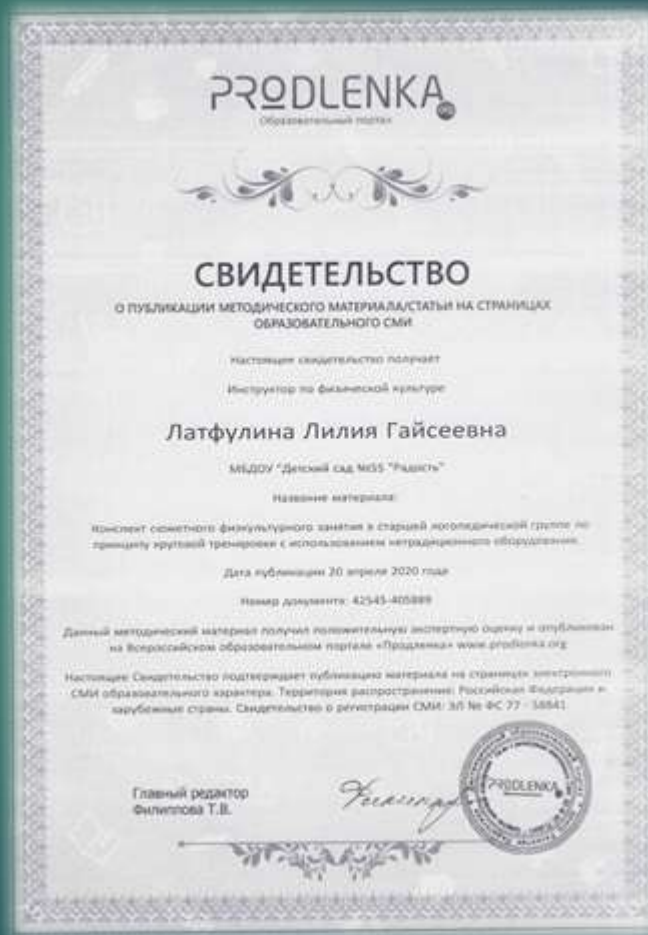 PRODLENKA
Образовательный портал
СВИДЕТЕЛЬСТВО
О ПУБЛИКАЦИИ МЕТОДИЧЕСКОГО МАТЕРИАЛА/СТАТЬИ НА СТРАНИЦАХ
ОБРАЗОВАТЕЛЬНОГО СМИ
Настоящее свидетельство получает
Инструктор по физической культуре
Латфулина Лилия Гайсеевна
МБДОУ "Детский сад №55 "Радость"
Название материала:
Конспект сюжетного физкультурного занятия в старшей логопедической группе по
принципу круговой тренировки с использованием нетрадиционного оборудования.
Дата публикации 20 апреля 2020 года
Номер документа: 42545-405889
Данный методический материал получил положительную экспертную оценку и опубликован
на Всероссийском образовательном портале «Продленка» www.prodlenka.org
Настоящее Свидетельство подтверждает публикацию материала на страницах электронного
СМИ образовательного характера. Территория распространения: Российская Федерация и
зарубежные страны. Свидетельство о регистрации СМИ: ЭЛ № ФС 77 - 58841
Главный редактор
Филиппова Т.В.
PRODLENKA